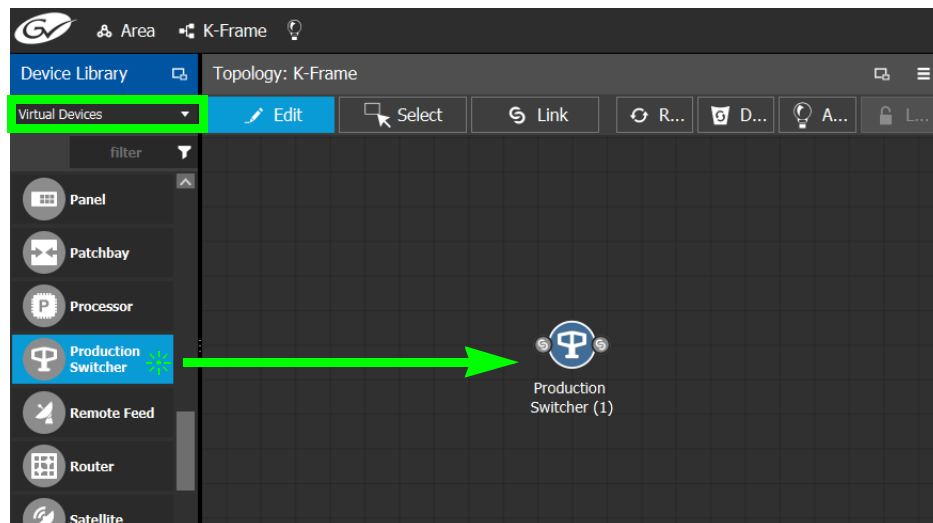 GV Area K-Frame
Device Library
Topology: K-Frame
Virtual Devices
Edit Select Link R... D... A... L...
filter
Panel
Patchbay
P Processor
Production
Switcher
Remote Feed
Router
Satellite
S S
Production
Switcher (1)